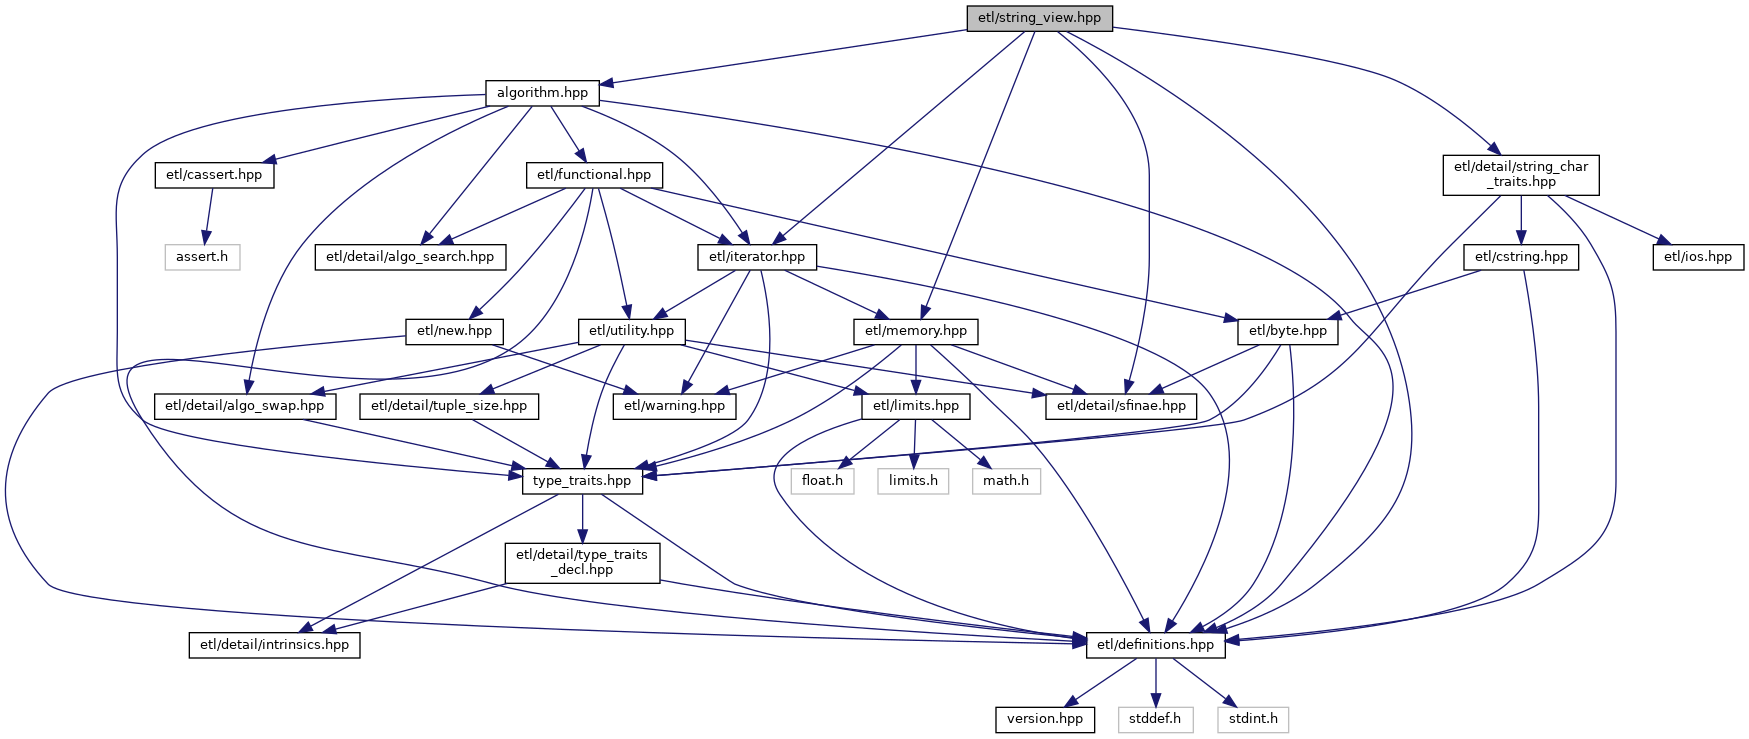 etl/string_view.hpp
algorithm.hpp
etl/cassert.hpp
etl/functional.hpp
etl/detail/string_char
_traits.hpp
assert.h
etl/detail/algo_search.hpp
etl/iterator.hpp
etl/cstring.hpp
etl/ios.hpp
etl/new.hpp
etl/utility.hpp
etl/memory.hpp
etl/byte.hpp
etl/detail/algo_swap.hpp
etl/detail/tuple_size.hpp
etl/warning.hpp
etl/limits.hpp
etl/detail/sfinae.hpp
type_traits.hpp
float.h
limits.h
math.h
etl/detail/type_traits
_decl.hpp
etl/detail/intrinsics.hpp
etl/definitions.hpp
version.hpp
stddef.h
stdint.h